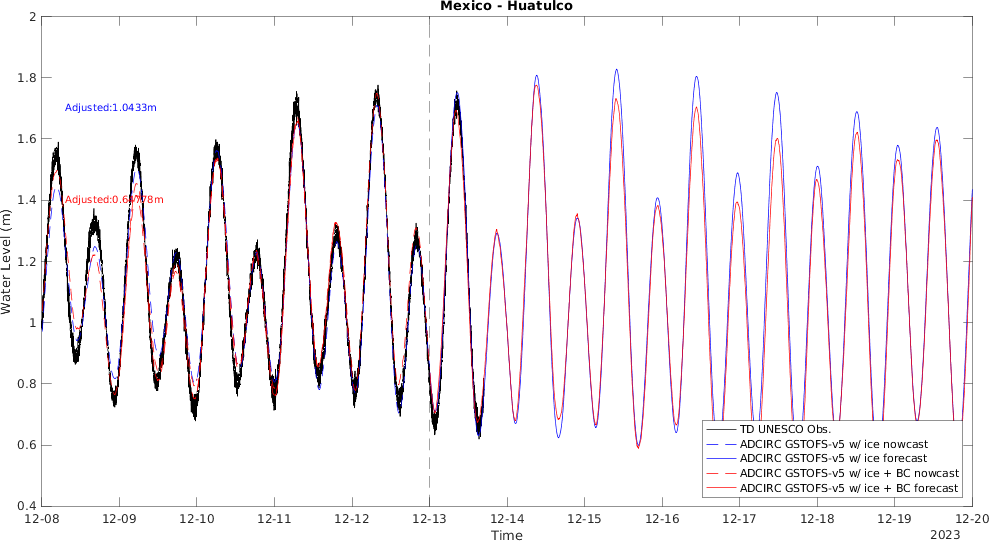 Mexico - Huatulco
2
1.8
1.6
1.4
1.2
1
0.8
0.6
0.4
Water Level (m)
Adjusted:1.0433m
12-08
12-09
12-10
12-11
12-12
12-13
12-14
12-15
12-16
12-17
12-18
12-19
12-20
Time
2023
TD UNESCO Obs.
ADCIRC GSTOFS-v5 w/ ice nowcast
ADCIRC GSTOFS-v5 w/ ice forecast
ADCIRC GSTOFS-v5 w/ ice + BC nowcast
ADCIRC GSTOFS-v5 w/ ice + BC forecast